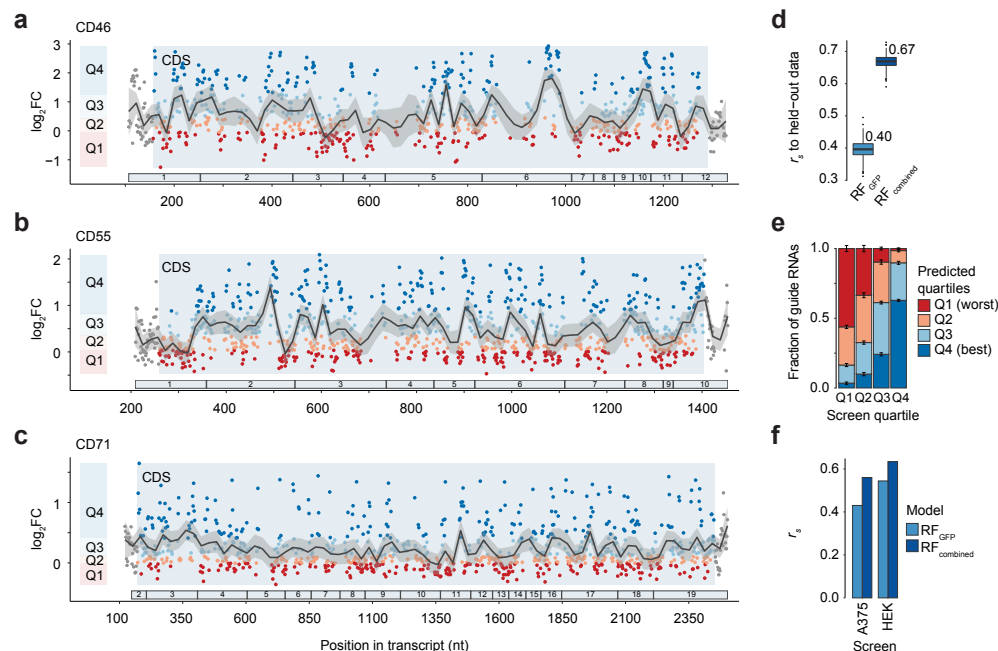 a
CD46
log2FC
3
2
1
0
−1
Q4
Q3
Q2
Q1
CDS
1 2 3 4 5 6 7 8 9 10 11 12
200 400 600 800 1000 1200
b
CD55
log2FC
2
1
0
Q4
Q3
Q2
Q1
CDS
1 2 3 4 5 6 7 8 9 10
200 400 600 800 1000 1200 1400
c
CD71
log2FC
1
0
Q4
Q3
Q2
Q1
CDS
2 3 4 5 6 7 8 9 10 11 12 13 14 15 16 17 18 19
100 350 600 850 1100 1350 1600 1850 2100 2350
Position in transcript (nt)
d
rs to held-out data
0.7
0.6
0.5
0.4
0.3
0.67
0.40
RFGFP
RFcombined
e
Fraction of guide RNAs
1.0
0.5
0.0
Q1 Q2 Q3 Q4
Screen quartile
Predicted
quartiles
Q1 (worst)
Q2
Q3
Q4 (best)
f
rs
0.6
0.4
0.2
0.0
A375
HEK
Screen
Model
RFGFP
RFcombined